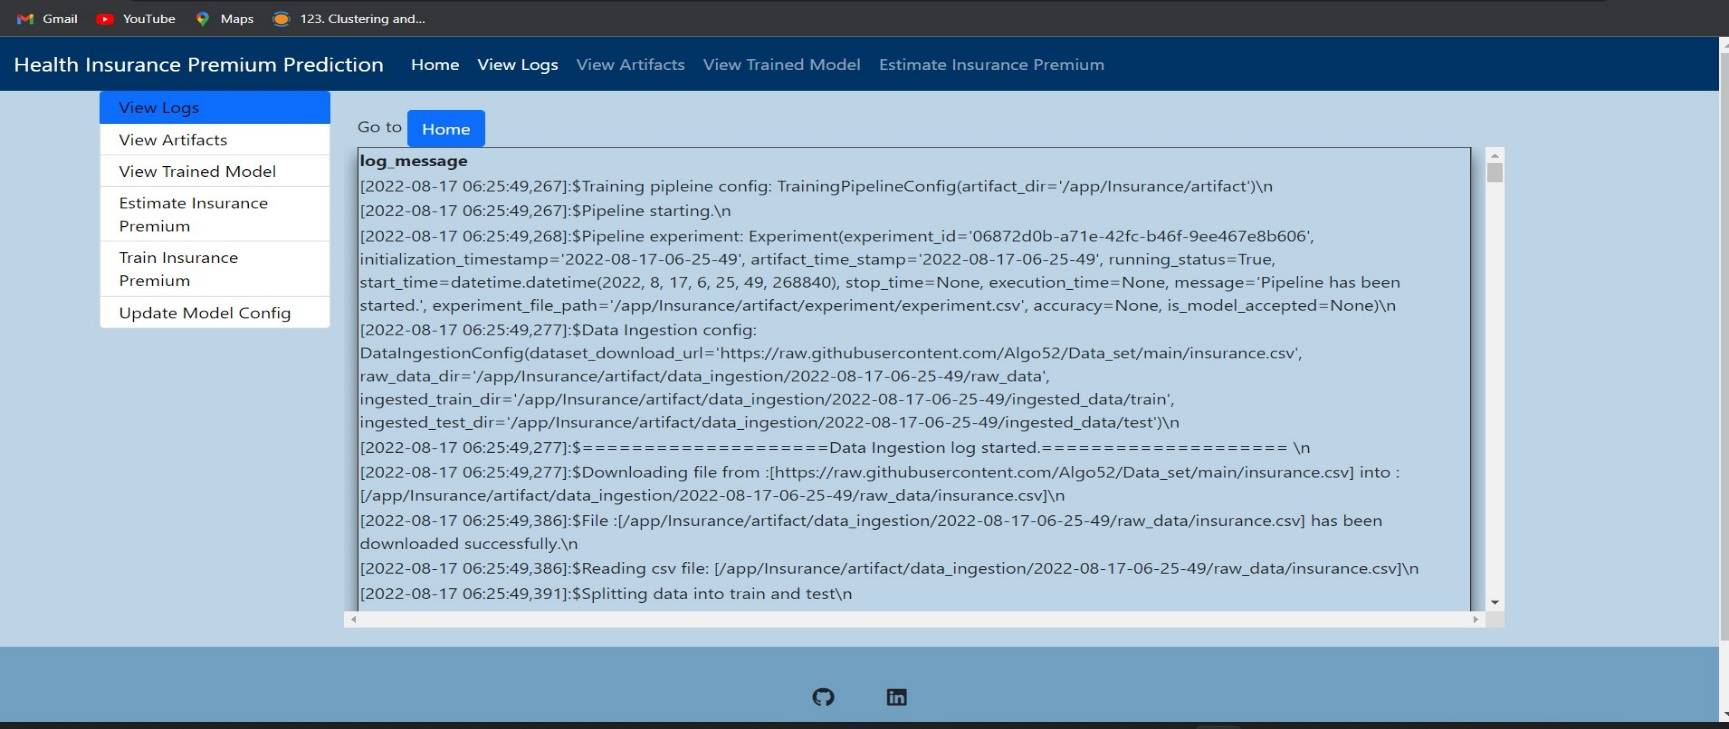 Gmail YouTube Maps 123. Clustering and...
Health Insurance Premium Prediction Home View Logs View Artifacts View Trained Model Estimate Insurance Premium
View Logs
View Artifacts
View Trained Model
Estimate Insurance
Premium
Train Insurance
Premium
Update Model Config
Go to Home
log_message
[2022-08-17 06:25:49,267]:$Training pipleine config: TrainingPipelineConfig(artifact_dir='/app/Insurance/artifact')\n
[2022-08-17 06:25:49,267]:$Pipeline starting.\n
[2022-08-17 06:25:49,268]:$Pipeline experiment: Experiment(experiment_id='06872d0b-a71e-42fc-b46f-9ee467e8b606',
initialization_timestamp='2022-08-17-06-25-49', artifact_time_stamp='2022-08-17-06-25-49', running_status=True,
start_time=datetime.datetime(2022, 8, 17, 6, 25, 49, 268840), stop_time=None, execution_time=None, message='Pipeline has been
started.', experiment_file_path='/app/Insurance/artifact/experiment/experiment.csv', accuracy=None, is_model_accepted=None)\n
[2022-08-17 06:25:49,277]:$Data Ingestion config:
DataIngestionConfig(dataset_download_url='https://raw.githubusercontent.com/Algo52/Data_set/main/insurance.csv',
raw_data_dir='/app/Insurance/artifact/data_ingestion/2022-08-17-06-25-49/raw_data',
ingested_train_dir='/app/Insurance/artifact/data_ingestion/2022-08-17-06-25-49/ingested_data/train',
ingested_test_dir='/app/Insurance/artifact/data_ingestion/2022-08-17-06-25-49/ingested_data/test')\n
[2022-08-17 06:25:49,277]:$====================Data Ingestion log started.==================== \n
[2022-08-17 06:25:49,277]:$Downloading file from :[https://raw.githubusercontent.com/Algo52/Data_set/main/insurance.csv] into :
[/app/Insurance/artifact/data_ingestion/2022-08-17-06-25-49/raw_data/insurance.csv]\n
[2022-08-17 06:25:49,386]:$File :[/app/Insurance/artifact/data_ingestion/2022-08-17-06-25-49/raw_data/insurance.csv] has been
downloaded successfully.\n
[2022-08-17 06:25:49,386]:$Reading csv file: [/app/Insurance/artifact/data_ingestion/2022-08-17-06-25-49/raw_data/insurance.csv]\n
[2022-08-17 06:25:49,391]:$Splitting data into train and test\n